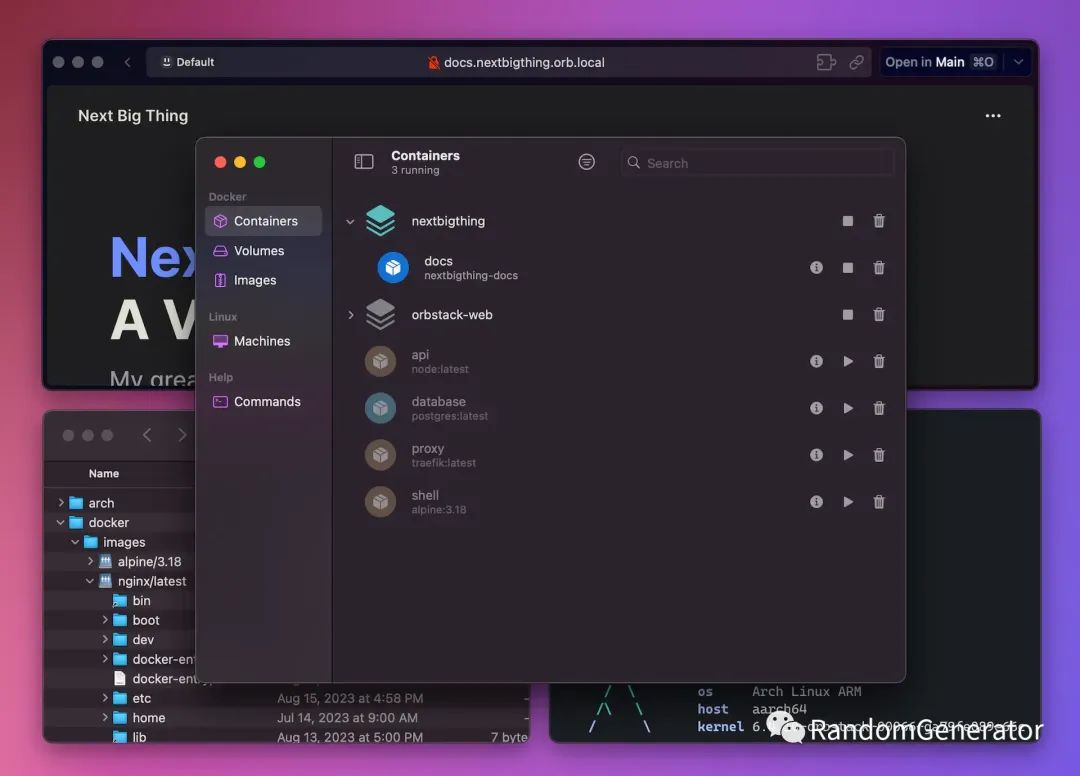 Default
docs.nextbigthing.orb.local
Open in Main ⌘O
Next Big Thing
Nex
A V
My grea
Containers
3 running
Search
Docker
Containers
Volumes
Images
Linux
Machines
Help
Commands
nextbigthing
docs
nextbigthing-docs
orbstack-web
api
node:latest
database
postgres:latest
proxy
traefik:latest
shell
alpine:3.18
Name
arch
docker
images
alpine/3.18
nginx/latest
bin
boot
dev
docker-en
docker-en
etc Aug 15, 2023 at 4:58 PM
home Jul 14, 2023 at 9:00 AM
lib Aug 13, 2023 at 5:00 PM 7 byte
os Arch Linux ARM
host aarch64
kernel
RandomGenerator